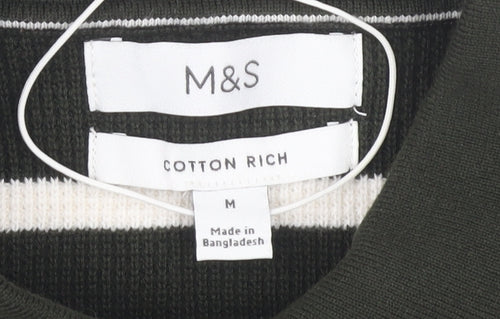 M&S
COTTON RICH
M
Made in
Bangladesh